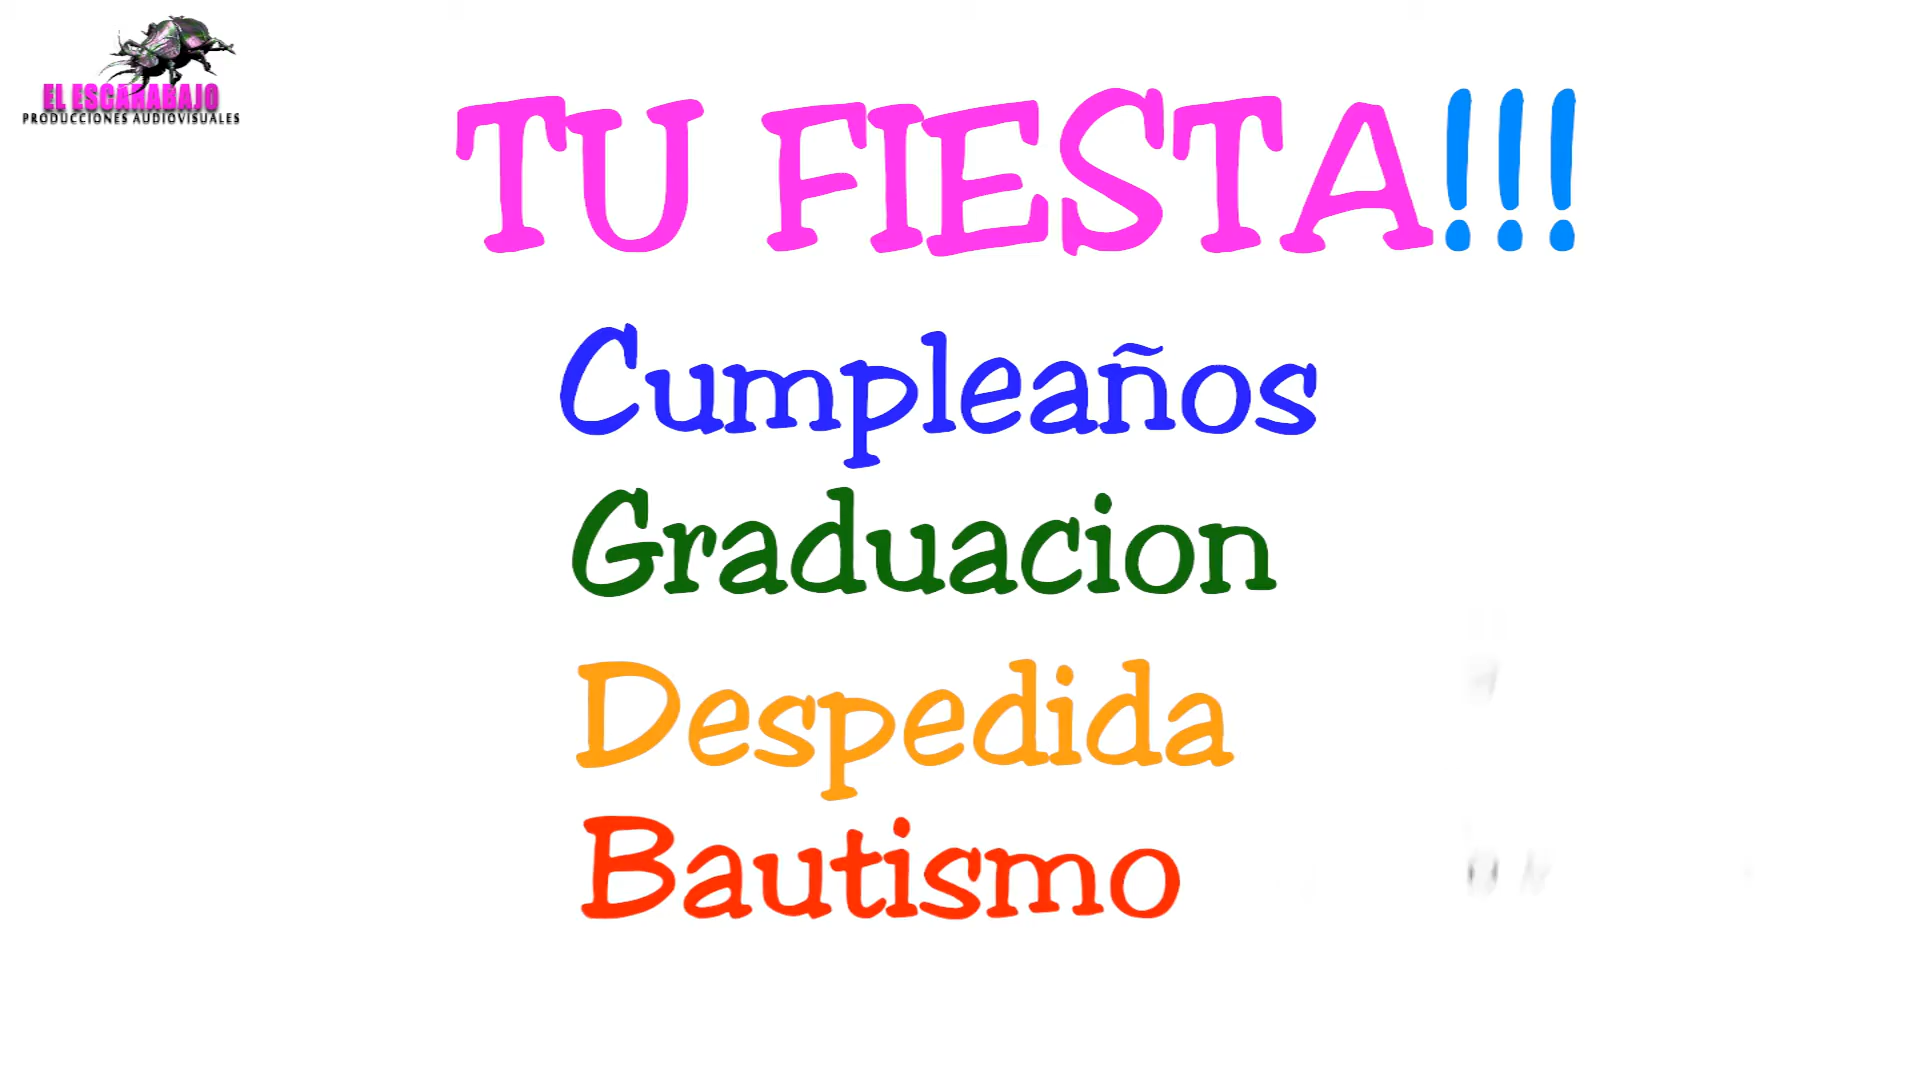 EL ESCARABAJO
PRODUCCIONES AUDIOVISUALES
TU FIESTA!!!
Cumpleaños
Graduacion
Despedida
Bautismo